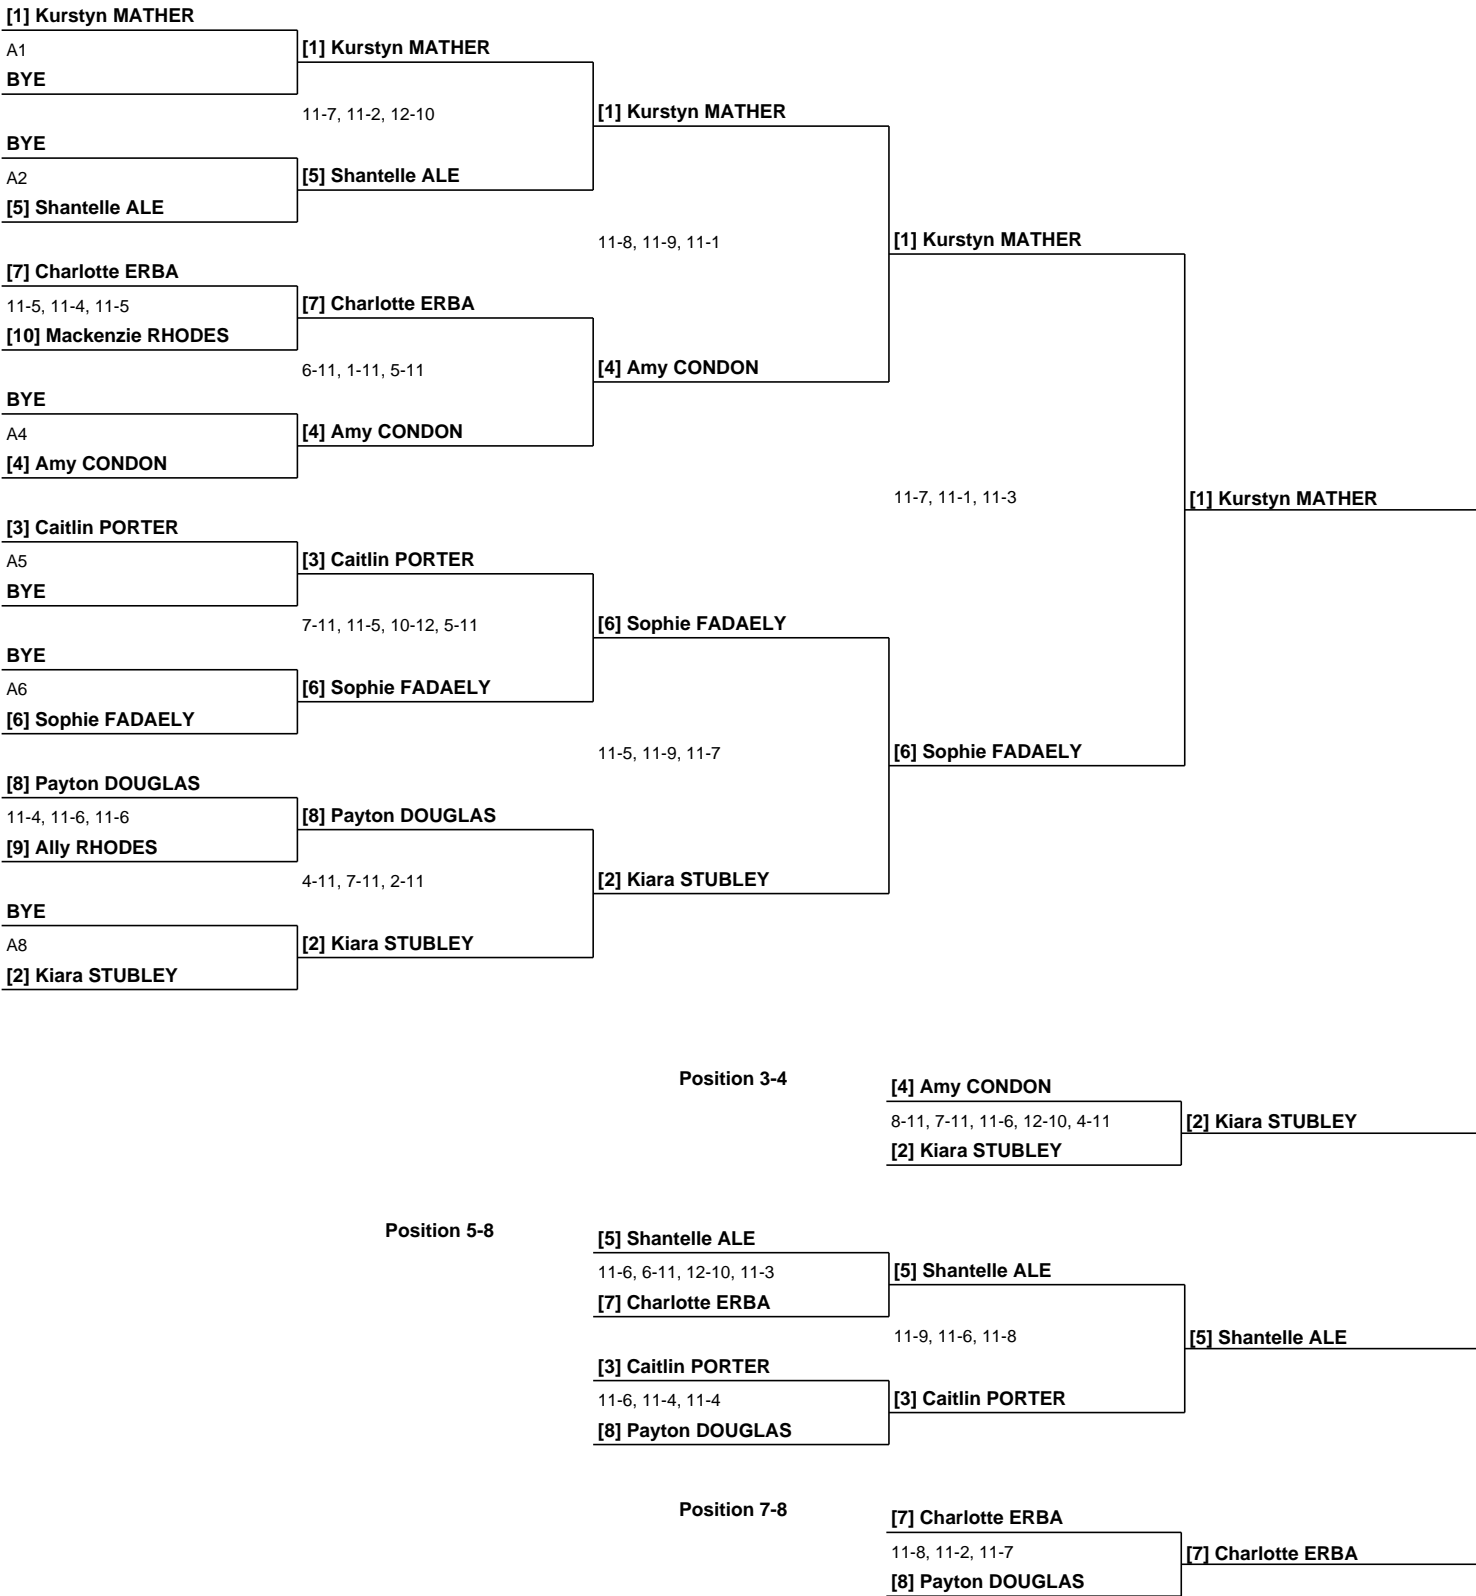 [1] Kurstyn MATHER
A1
BYE
[1] Kurstyn MATHER
11-7, 11-2, 12-10
[1] Kurstyn MATHER
BYE
A2
[5] Shantelle ALE
[5] Shantelle ALE
11-8, 11-9, 11-1
[1] Kurstyn MATHER
[7] Charlotte ERBA
11-5, 11-4, 11-5
[10] Mackenzie RHODES
[7] Charlotte ERBA
6-11, 1-11, 5-11
[4] Amy CONDON
BYE
A4
[4] Amy CONDON
[4] Amy CONDON
11-7, 11-1, 11-3
[1] Kurstyn MATHER
[3] Caitlin PORTER
A5
BYE
[3] Caitlin PORTER
7-11, 11-5, 10-12, 5-11
[6] Sophie FADAELY
BYE
A6
[6] Sophie FADAELY
[6] Sophie FADAELY
11-5, 11-9, 11-7
[6] Sophie FADAELY
[8] Payton DOUGLAS
11-4, 11-6, 11-6
[9] Ally RHODES
[8] Payton DOUGLAS
4-11, 7-11, 2-11
[2] Kiara STUBLEY
BYE
A8
[2] Kiara STUBLEY
[2] Kiara STUBLEY
Position 3-4
[4] Amy CONDON
8-11, 7-11, 11-6, 12-10, 4-11
[2] Kiara STUBLEY
[2] Kiara STUBLEY
Position 5-8
[5] Shantelle ALE
11-6, 6-11, 12-10, 11-3
[7] Charlotte ERBA
[5] Shantelle ALE
11-9, 11-6, 11-8
[5] Shantelle ALE
[3] Caitlin PORTER
11-6, 11-4, 11-4
[8] Payton DOUGLAS
[3] Caitlin PORTER
Position 7-8
[7] Charlotte ERBA
11-8, 11-2, 11-7
[8] Payton DOUGLAS
[7] Charlotte ERBA